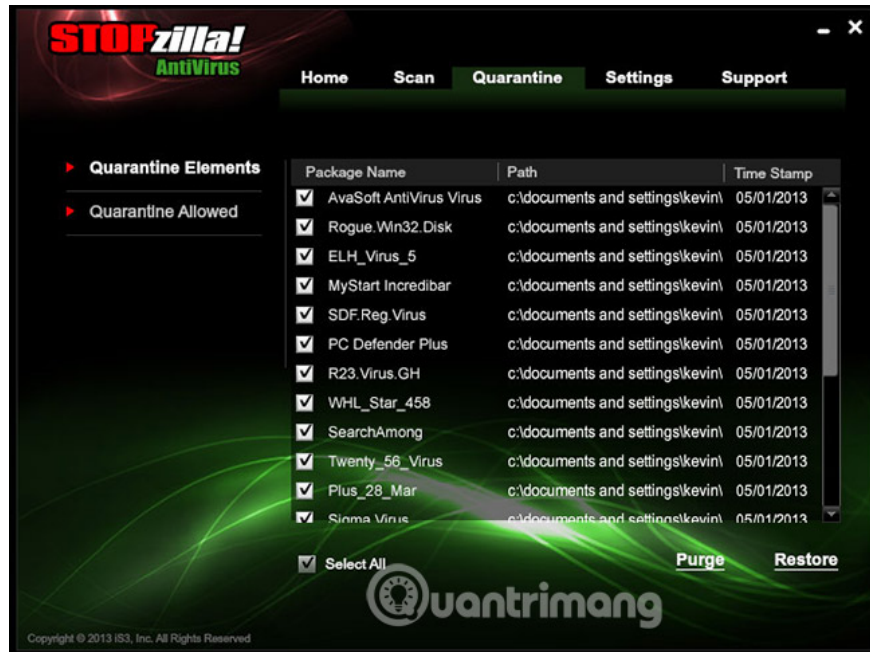 STOPzilla!
AntiVirus
Home Scan Quarantine Settings Support
Quarantine Elements
Quarantine Allowed
Package Name Path Time Stamp
AvaSoft AntiVirus Virus c:\documents and settings\kevin\ 05/01/2013
Rogue.Win32.Disk c:\documents and settings\kevin\ 05/01/2013
ELH_Virus_5 c:\documents and settings\kevin\ 05/01/2013
MyStart Incredibar c:\documents and settings\kevin\ 05/01/2013
SDF.Reg.Virus c:\documents and settings\kevin\ 05/01/2013
PC Defender Plus c:\documents and settings\kevin\ 05/01/2013
R23.Virus.GH c:\documents and settings\kevin\ 05/01/2013
WHL_Star_458 c:\documents and settings\kevin\ 05/01/2013
SearchAmong c:\documents and settings\kevin\ 05/01/2013
Twenty_56_Virus c:\documents and settings\kevin\ 05/01/2013
Plus_28_Mar c:\documents and settings\kevin\ 05/01/2013
Sigma Virus c:\documents and settings\kevin\ 05/01/2013
Select All Purge Restore
Quantrimang
Copyright © 2013 iS3, Inc. All Rights Reserved